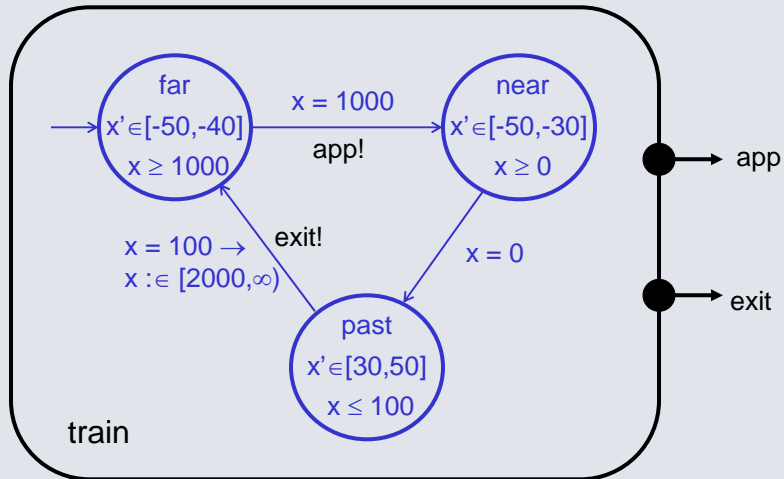 far
x' ∈[-50,-40]
x ≥ 1000
x = 1000
app!
near
x' ∈[-50,-30]
x ≥ 0
app
x = 100 →
x :∈ [2000,∞)
exit!
x = 0
exit
past
x' ∈[30,50]
x ≤ 100
train